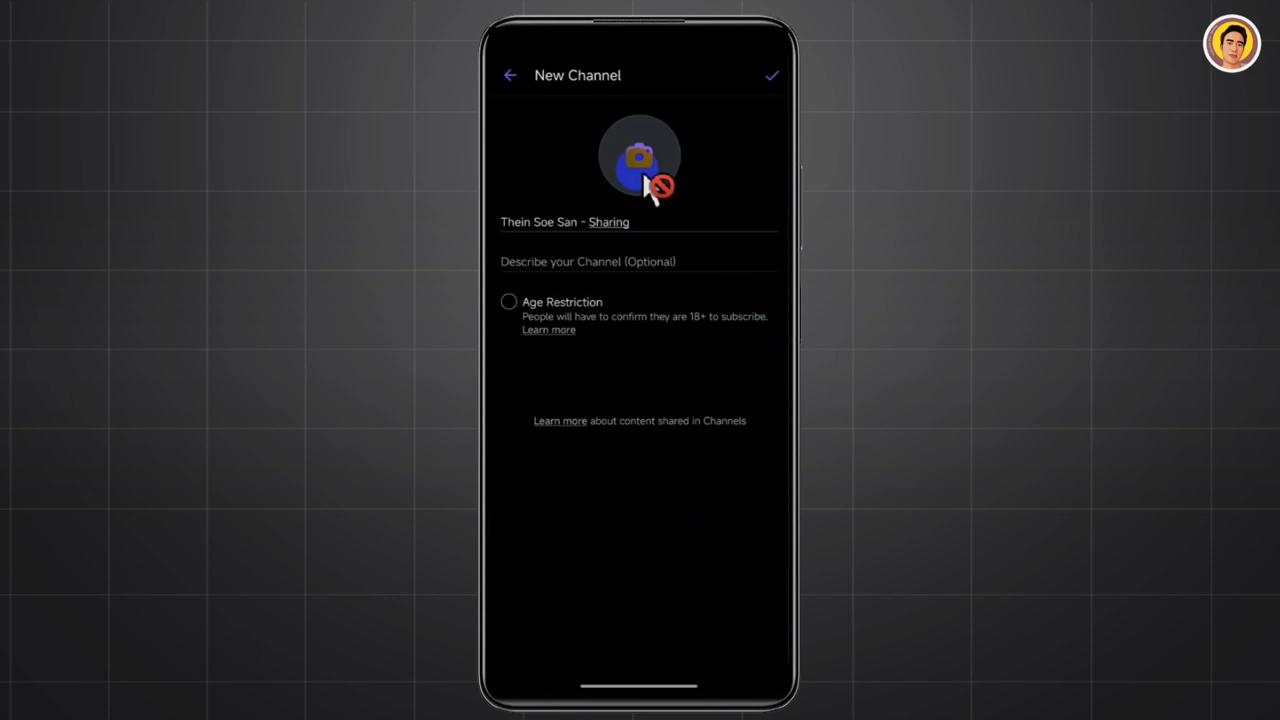 New Channel
Thein Soe San - Sharing
Describe your Channel (Optional)
Age Restriction
People will have to confirm they are 18+ to subscribe.
Learn more
Learn more about content shared in Channels